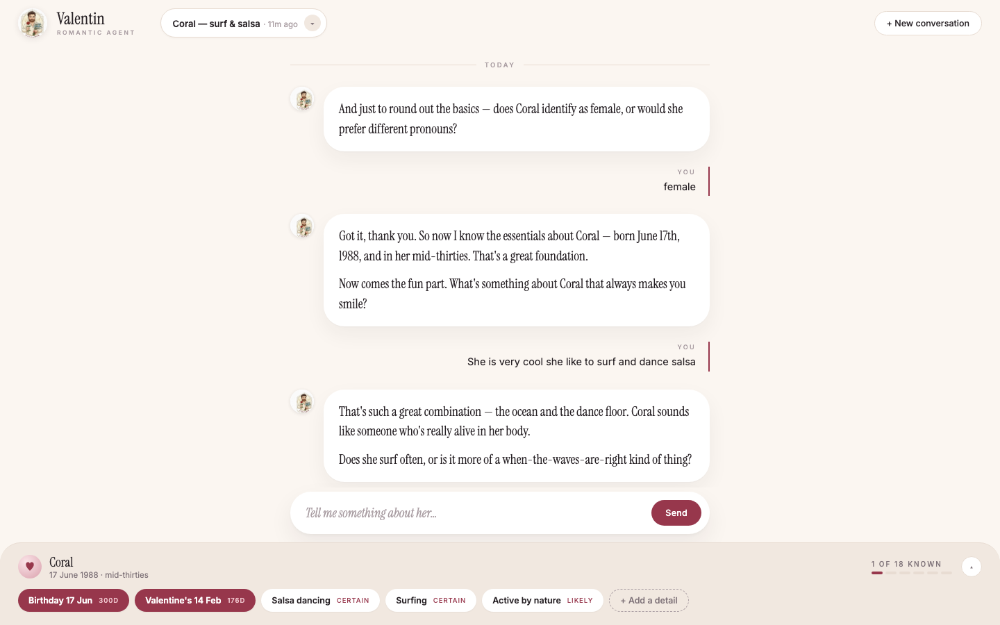 Valentin
ROMANTIC AGENT
Coral — surf & salsa · 11m ago
+ New conversation
TODAY
And just to round out the basics — does Coral identify as female, or would she
prefer different pronouns?
YOU
female
Got it, thank you. So now I know the essentials about Coral — born June 17th,
1988, and in her mid-thirties. That's a great foundation.
Now comes the fun part. What's something about Coral that always makes you
smile?
YOU
She is very cool she like to surf and dance salsa
That's such a great combination — the ocean and the dance floor. Coral sounds
like someone who's really alive in her body.
Does she surf often, or is it more of a when-the-waves-are-right kind of thing?
Tell me something about her...
Send
Coral
17 June 1988 · mid-thirties
1 OF 18 KNOWN
Birthday 17 Jun 300D
Valentine's 14 Feb 176D
Salsa dancing CERTAIN
Surfing CERTAIN
Active by nature LIKELY
+ Add a detail